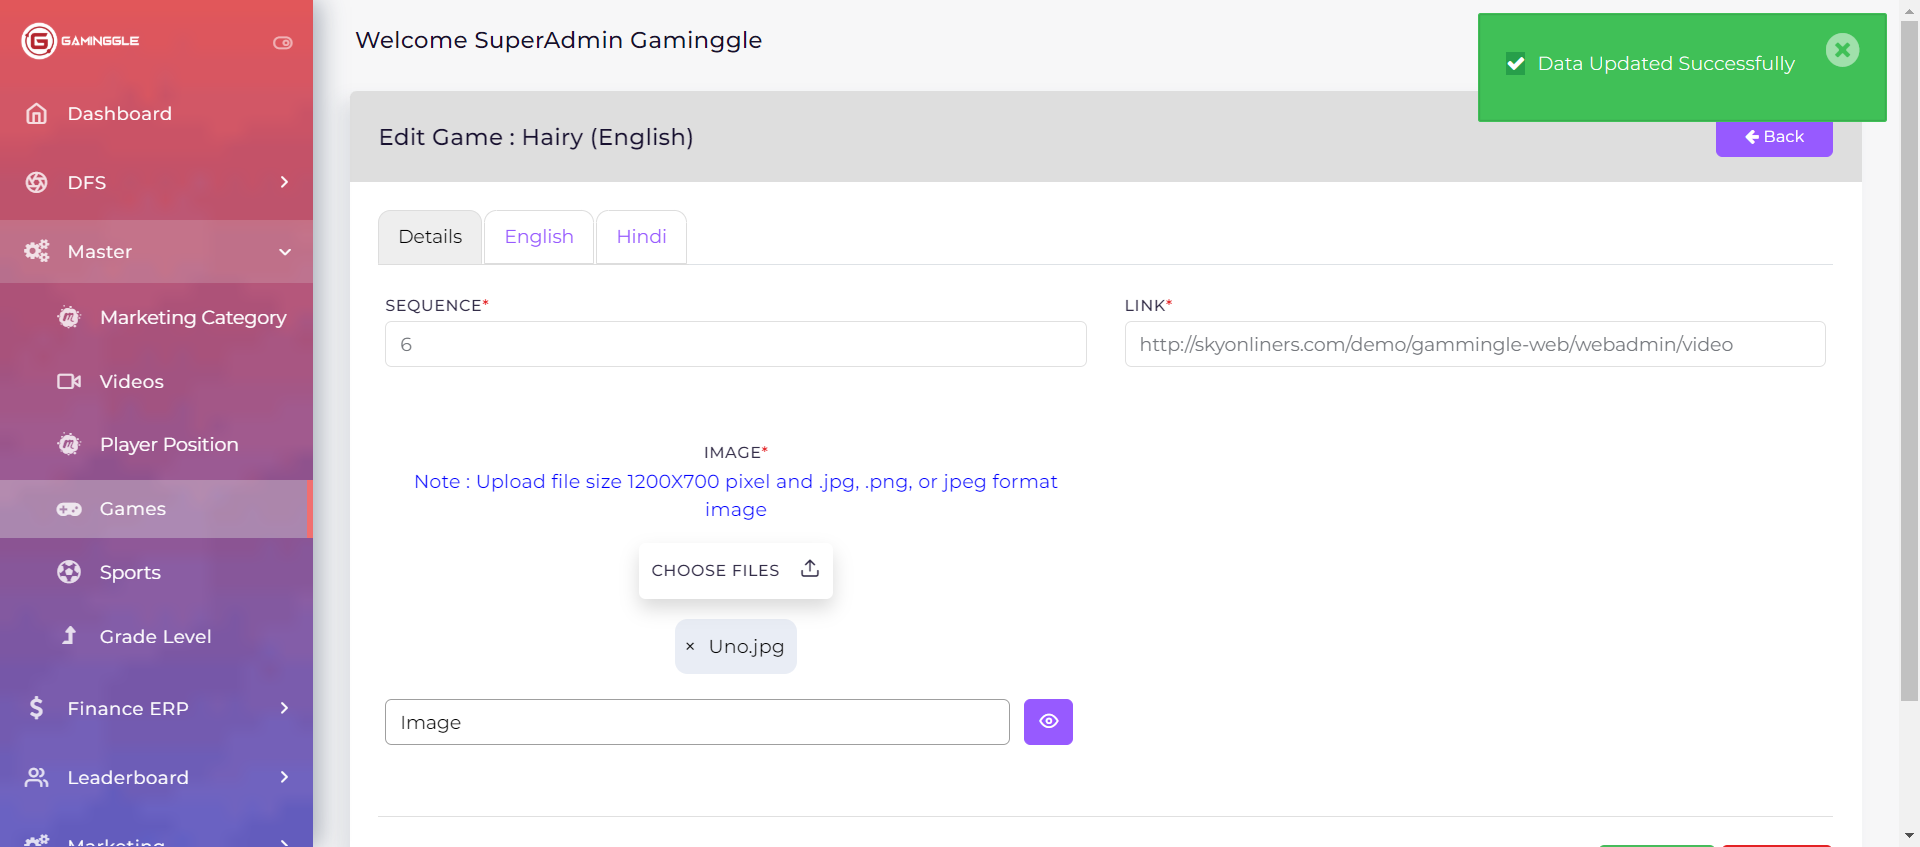 GAMINGGLE
Dashboard
DFS
Master
Marketing Category
Videos
Player Position
Games
Sports
Grade Level
Finance ERP
Leaderboard
Marketing
Welcome SuperAdmin Gaminggle
Data Updated Successfully
Edit Game : Hairy (English)
Back
Details
English
Hindi
SEQUENCE*
6
LINK*
http://skyonliners.com/demo/gammingle-web/webadmin/video
IMAGE*
Note : Upload file size 1200X700 pixel and .jpg, .png, or jpeg format
image
CHOOSE FILES
× Uno.jpg
Image